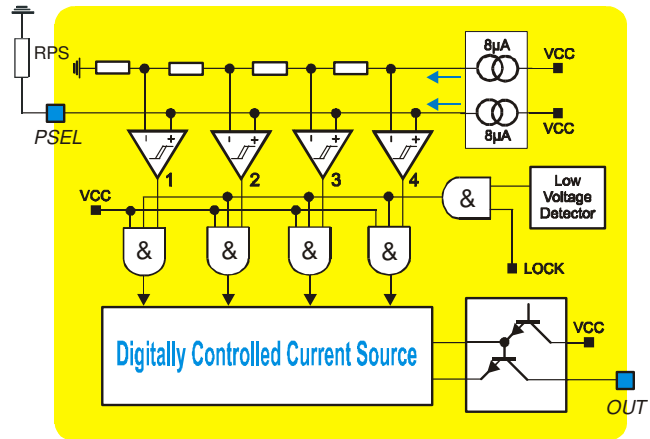 RPS
8µA
VCC
PSEL
8µA
VCC
- +
- +
- +
- +
1
2
3
4
VCC
&
Low
Voltage
Detector
&
&
&
&
LOCK
Digitally Controlled Current Source
VCC
OUT